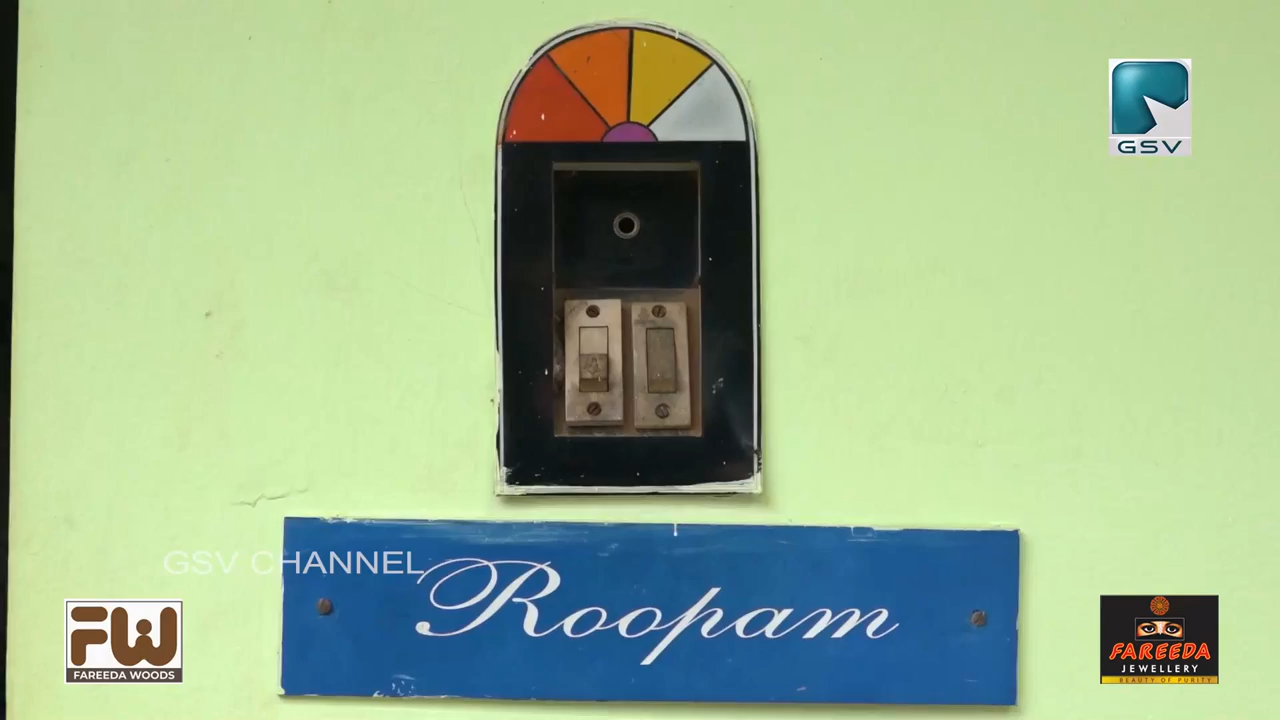 GSV
GSV CHANNEL
Roopam
FW
FAREEDA WOODS
FAREEDA
JEWELLERY
BEAUTY OF PURITY